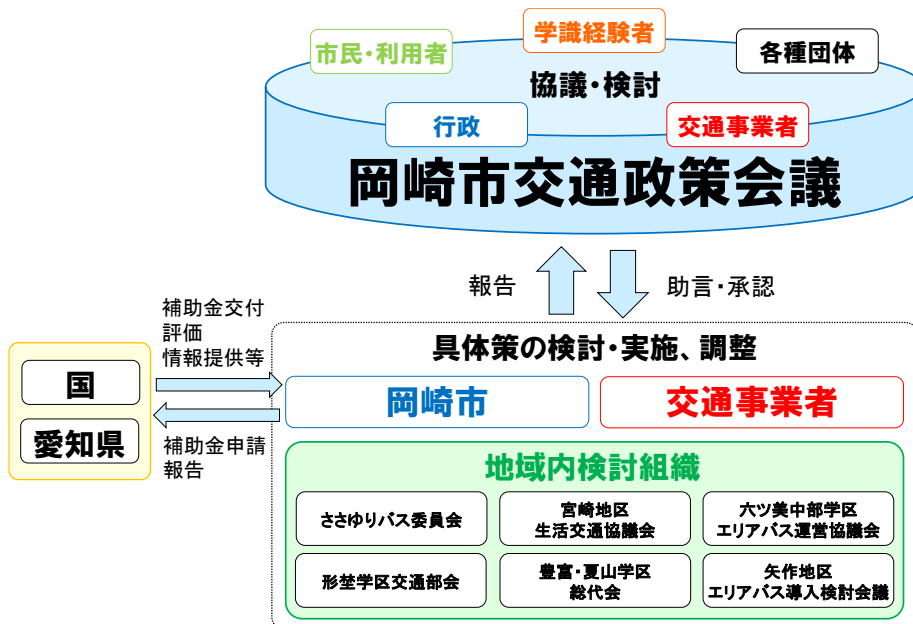 学識経験者
市民・利用者
各種団体
協議・検討
行政
交通事業者
岡崎市交通政策会議
報告
助言・承認
補助金交付
評価
情報提供等
国
愛知県
補助金申請
報告
具体策の検討・実施、調整
岡崎市
交通事業者
地域内検討組織
ささゆりバス委員会
宮崎地区
生活交通協議会
六ツ美中部学区
エリアバス運営協議会
形埜学区交通部会
豊富・夏山学区
総代会
矢作地区
エリアバス導入検討会議